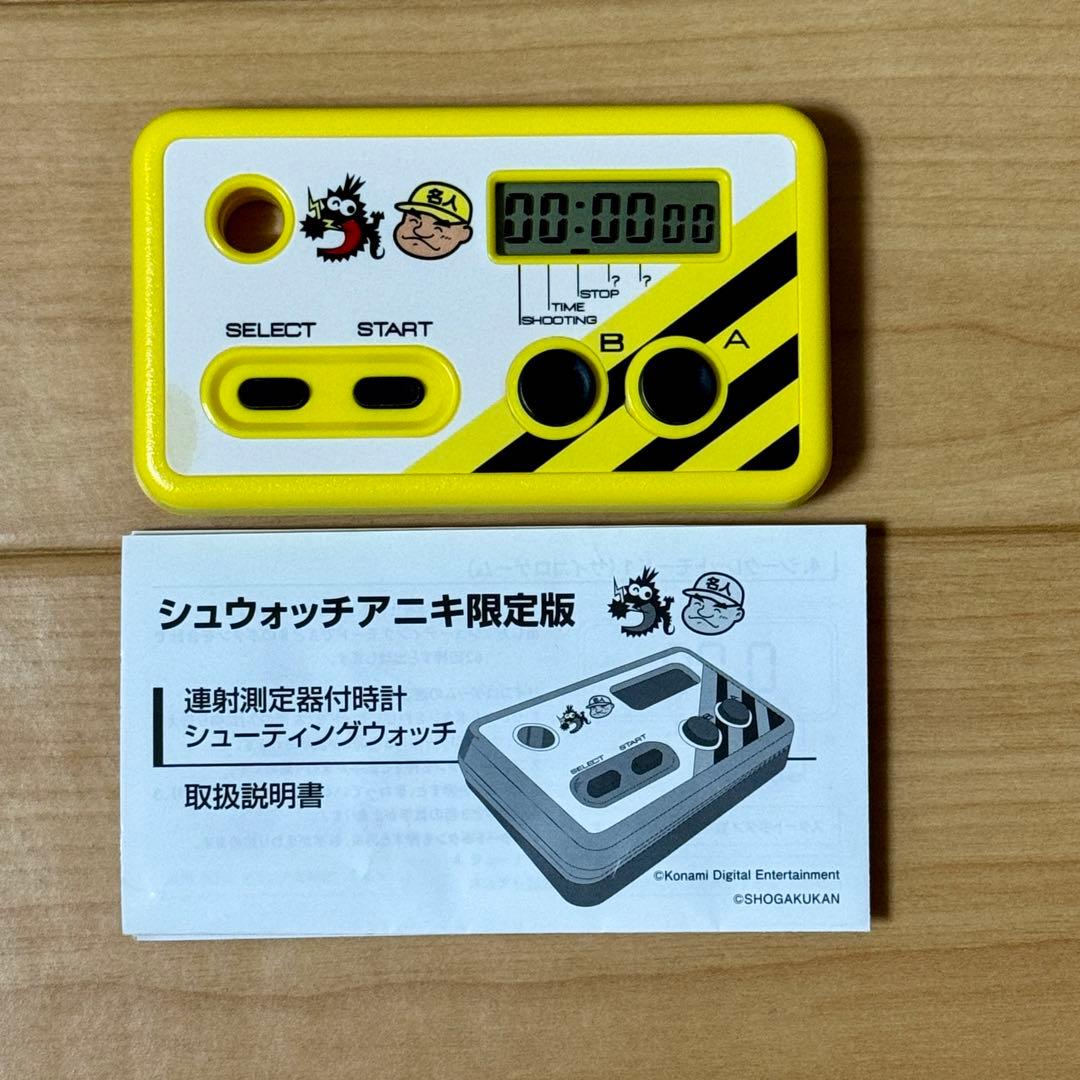 名人
00:00 00
? ?
STOP
TIME
SHOOTING
SELECT START
B A
シュウォッチアニキ限定版
名人
連射測定器付時計
シューティングウォッチ
取扱説明書
SELECT START
B A
©Konami Digital Entertainment
©SHOGAKUKAN